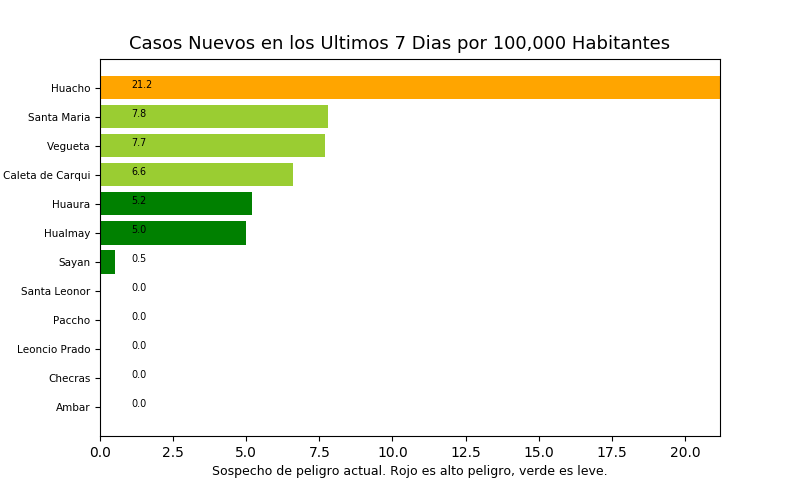 Casos Nuevos en los Ultimos 7 Dias por 100,000 Habitantes
Huacho 21.2
Santa Maria 7.8
Vegueta 7.7
Caleta de Carqui 6.6
Huaura 5.2
Hualmay 5.0
Sayan 0.5
Santa Leonor 0.0
Paccho 0.0
Leoncio Prado 0.0
Checras 0.0
Ambar 0.0
0.0 2.5 5.0 7.5 10.0 12.5 15.0 17.5 20.0
Sospecho de peligro actual. Rojo es alto peligro, verde es leve.